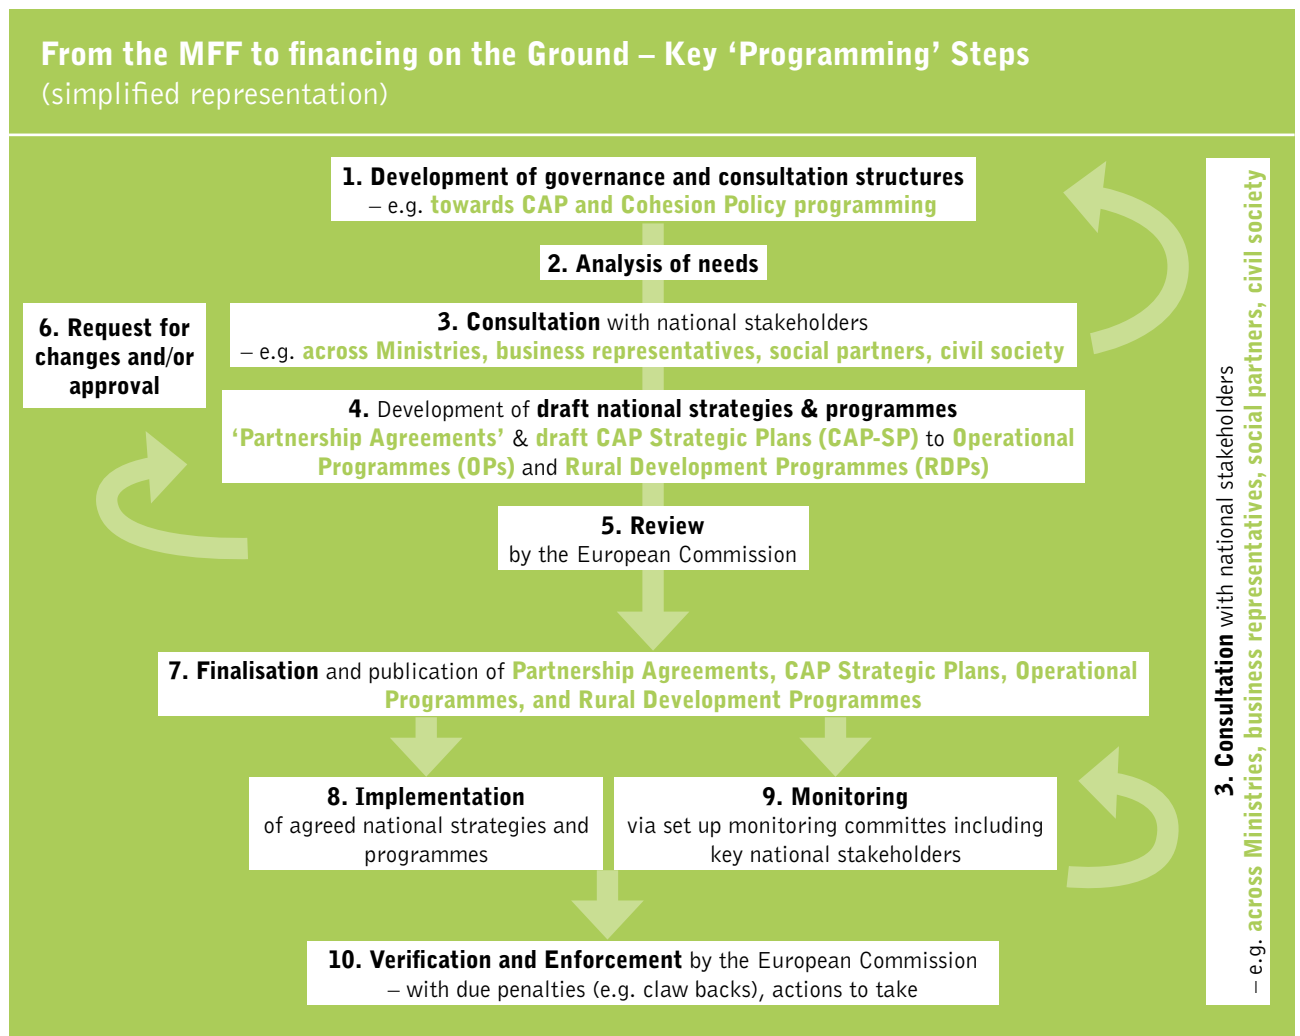 From the MFF to financing on the Ground – Key ‘Programming’ Steps
(simplified representation)
1. Development of governance and consultation structures
– e.g. towards CAP and Cohesion Policy programming
2. Analysis of needs
6. Request for
changes and/or
approval
3. Consultation with national stakeholders
– e.g. across Ministries, business representatives, social partners, civil society
4. Development of draft national strategies & programmes
‘Partnership Agreements’ & draft CAP Strategic Plans (CAP-SP) to Operational
Programmes (OPs) and Rural Development Programmes (RDPs)
5. Review
by the European Commission
7. Finalisation and publication of Partnership Agreements, CAP Strategic Plans, Operational
Programmes, and Rural Development Programmes
8. Implementation
of agreed national strategies and
programmes
9. Monitoring
via set up monitoring committes including
key national stakeholders
10. Verification and Enforcement by the European Commission
– with due penalties (e.g. claw backs), actions to take
3. Consultation with national stakeholders
– e.g. across Ministries, business representatives, social partners, civil society